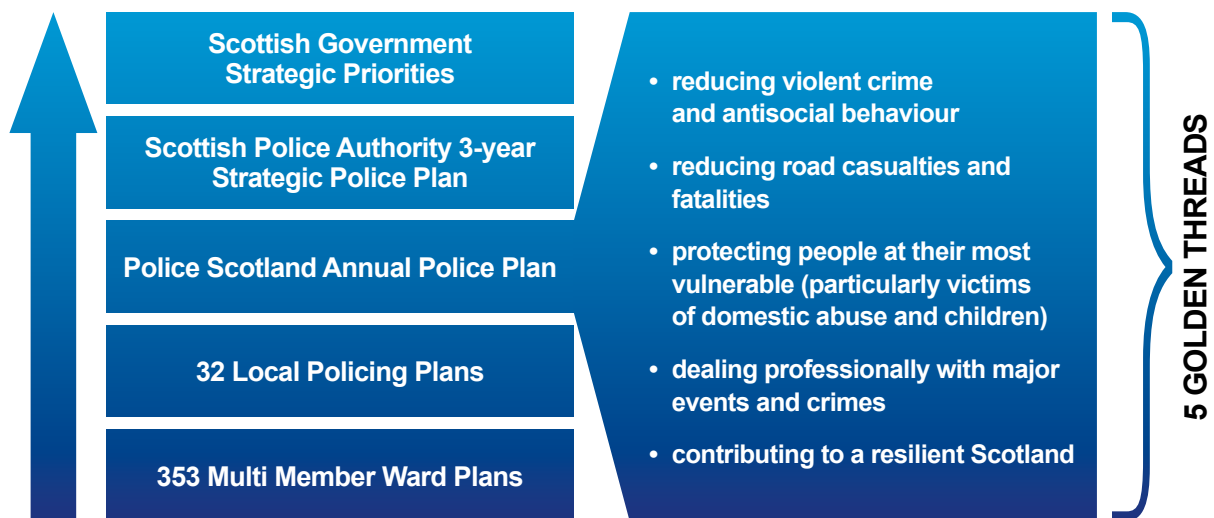 Scottish Government
Strategic Priorities
Scottish Police Authority 3-year
Strategic Police Plan
Police Scotland Annual Police Plan
32 Local Policing Plans
353 Multi Member Ward Plans
• reducing violent crime
and antisocial behaviour
• reducing road casualties and
fatalities
• protecting people at their most
vulnerable (particularly victims
of domestic abuse and children)
• dealing professionally with major
events and crimes
• contributing to a resilient Scotland
5 GOLDEN THREADS